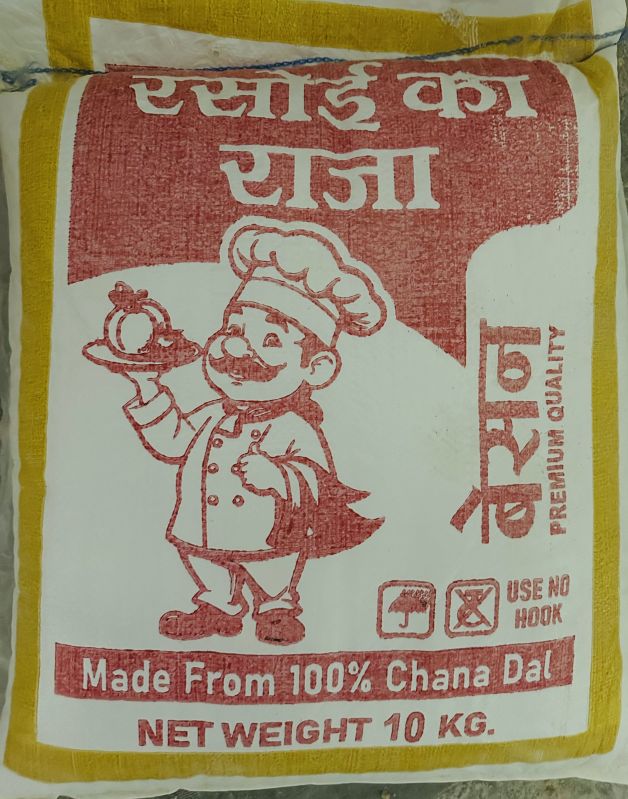 रसोई का
राजा
बेसन
PREMIUM QUALITY
USE NO
HOOK
Made From 100% Chana Dal
NET WEIGHT 10 KG.